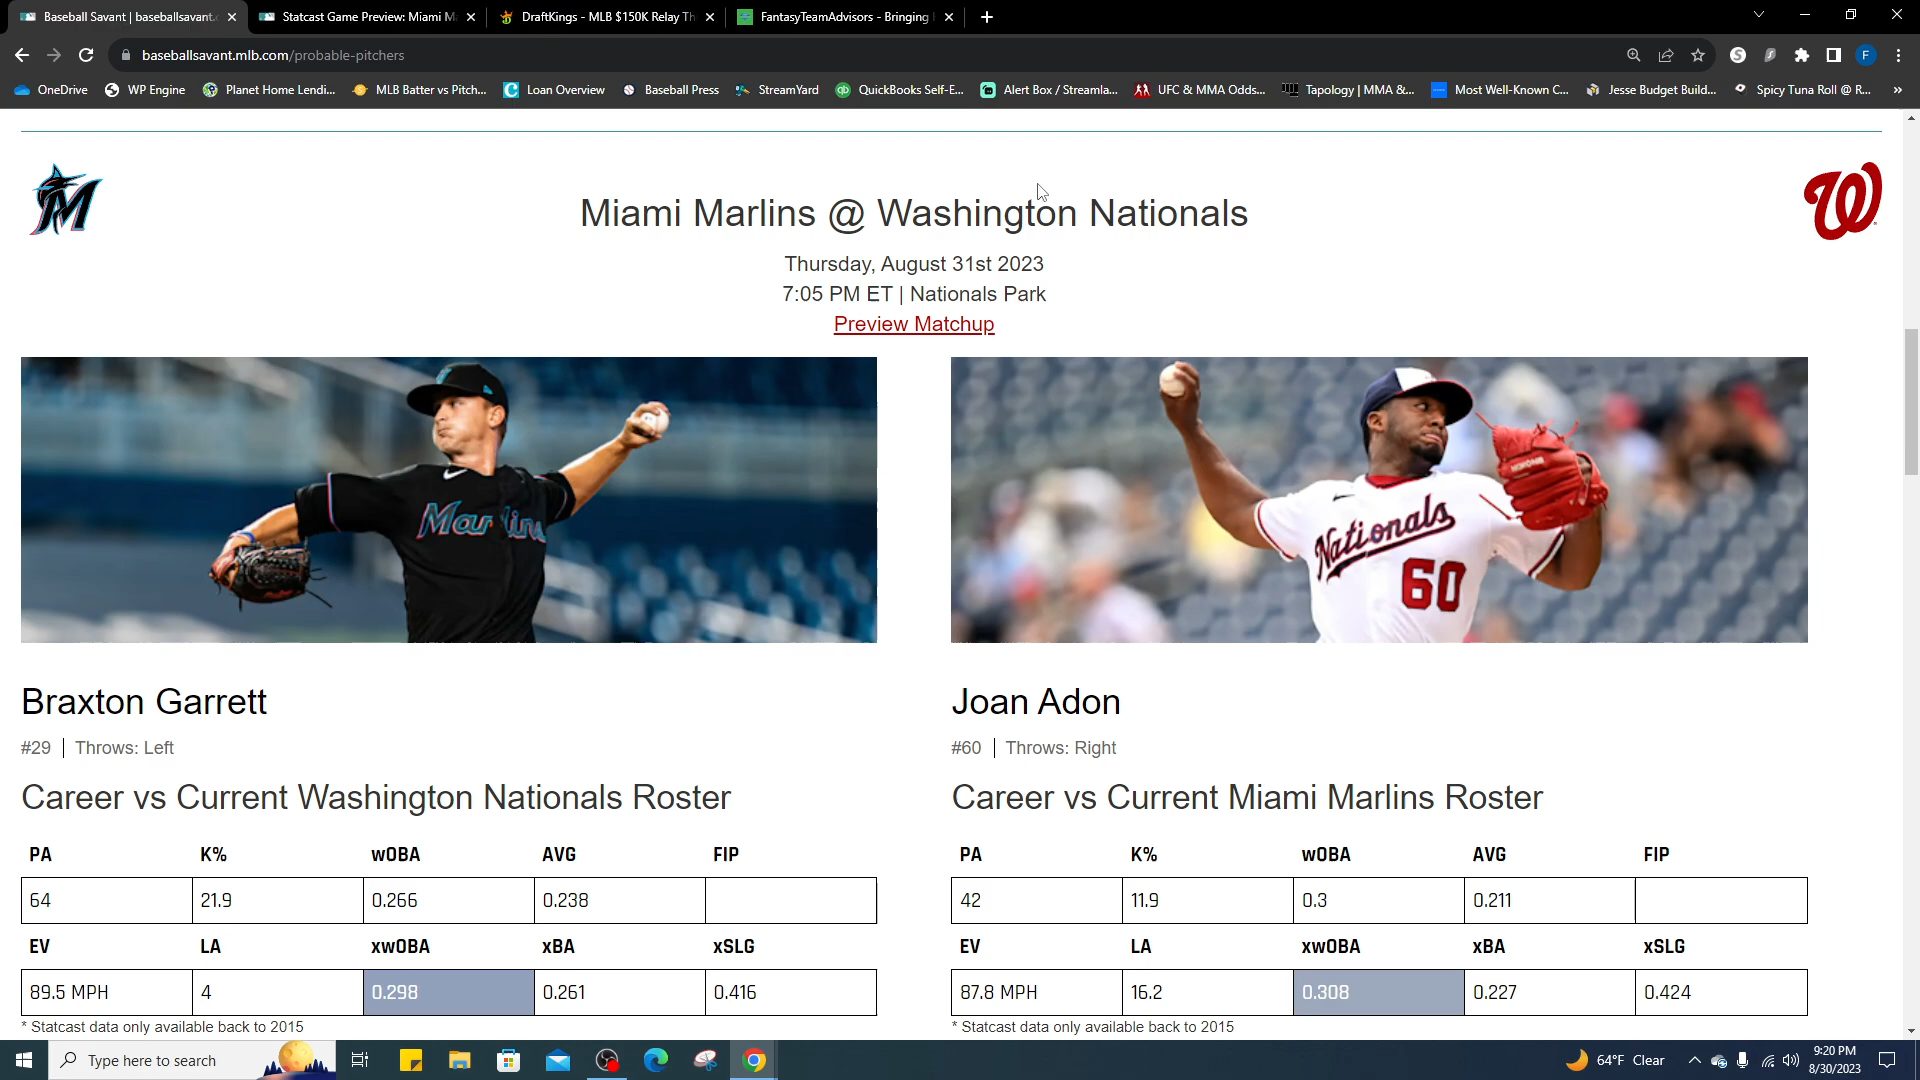 Baseball Savant | baseballsavant.
Statcast Game Preview: Miami M
DraftKings - MLB $150K Relay Th
FantasyTeamAdvisors - Bringing
baseballsavant.mlb.com/probable-pitchers
F
OneDrive
WP Engine
Planet Home Lendi...
MLB Batter vs Pitch...
Loan Overview
Baseball Press
StreamYard
QuickBooks Self-E...
Alert Box / Streamla...
UFC & MMA Odds...
Tapology | MMA &...
Most Well-Known C...
Jesse Budget Build...
Spicy Tuna Roll @ R...
»
M
W
Miami Marlins @ Washington Nationals
Thursday, August 31st 2023
7:05 PM ET | Nationals Park
Preview Matchup
Marlins
Nationals
60
Braxton Garrett
#29 | Throws: Left
Career vs Current Washington Nationals Roster
PA K% wOBA AVG FIP
64 21.9 0.266 0.238
EV LA xwOBA xBA xSLG
89.5 MPH 4 0.298 0.261 0.416
* Statcast data only available back to 2015
Joan Adon
#60 | Throws: Right
Career vs Current Miami Marlins Roster
PA K% wOBA AVG FIP
42 11.9 0.3 0.211
EV LA xwOBA xBA xSLG
87.8 MPH 16.2 0.308 0.227 0.424
* Statcast data only available back to 2015
Type here to search
64°F Clear
9:20 PM
8/30/2023